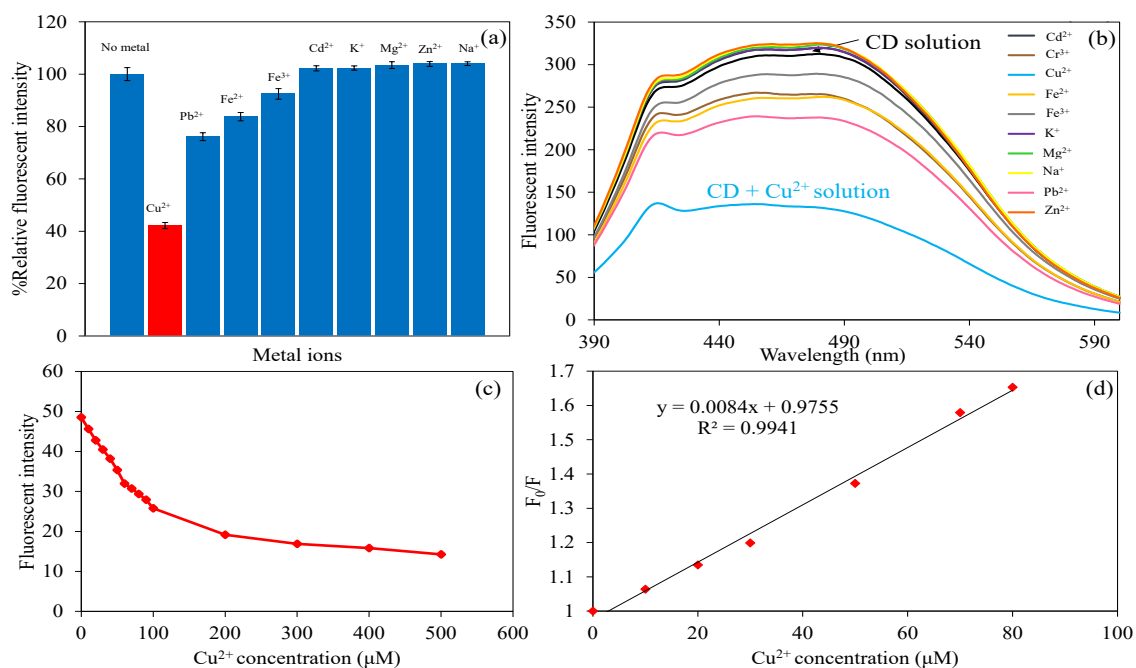 (a)
%Relative fluorescent intensity
120
100
80
60
40
20
0
No metal
Cu²⁺
Pb²⁺
Fe²⁺
Fe³⁺
Cd²⁺
K⁺
Mg²⁺
Zn²⁺
Na⁺
Metal ions
(b)
Fluorescent intensity
350
300
250
200
150
100
50
0
CD solution
CD + Cu²⁺ solution
Cd²⁺
Cr³⁺
Cu²⁺
Fe²⁺
Fe³⁺
K⁺
Mg²⁺
Na⁺
Pb²⁺
Zn²⁺
390 440 490 540 590
Wavelength (nm)
(c)
Fluorescent intensity
60
50
40
30
20
10
0
0 100 200 300 400 500 600
Cu²⁺ concentration (μM)
(d)
F₀/F
1.7
1.6
1.5
1.4
1.3
1.2
1.1
1
y = 0.0084x + 0.9755
R² = 0.9941
0 20 40 60 80 100
Cu²⁺ concentration (μM)